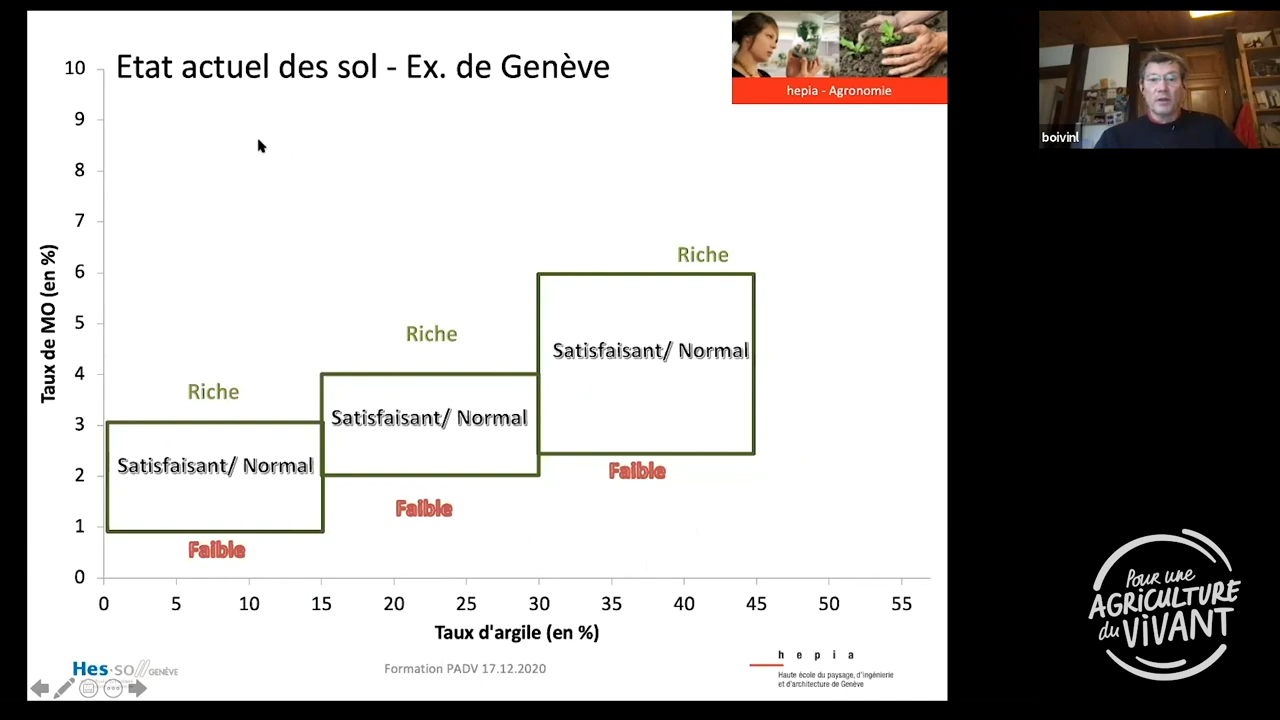 Etat actuel des sol - Ex. de Genève
hepia - Agronomie
boivinl
10
9
8
7
6
5
4
3
2
1
0
Taux de MO (en %)
Riche
Riche
Riche
Satisfaisant/ Normal
Satisfaisant/ Normal
Satisfaisant/ Normal
Faible
Faible
Faible
0 5 10 15 20 25 30 35 40 45 50 55
Taux d'argile (en %)
Hes·so//GENÈVE
Formation PADV 17.12.2020
h e p i a
Haute école du paysage, d'ingénierie
et d'architecture de Genève
Pour une
AGRICULTURE
du VIVANT